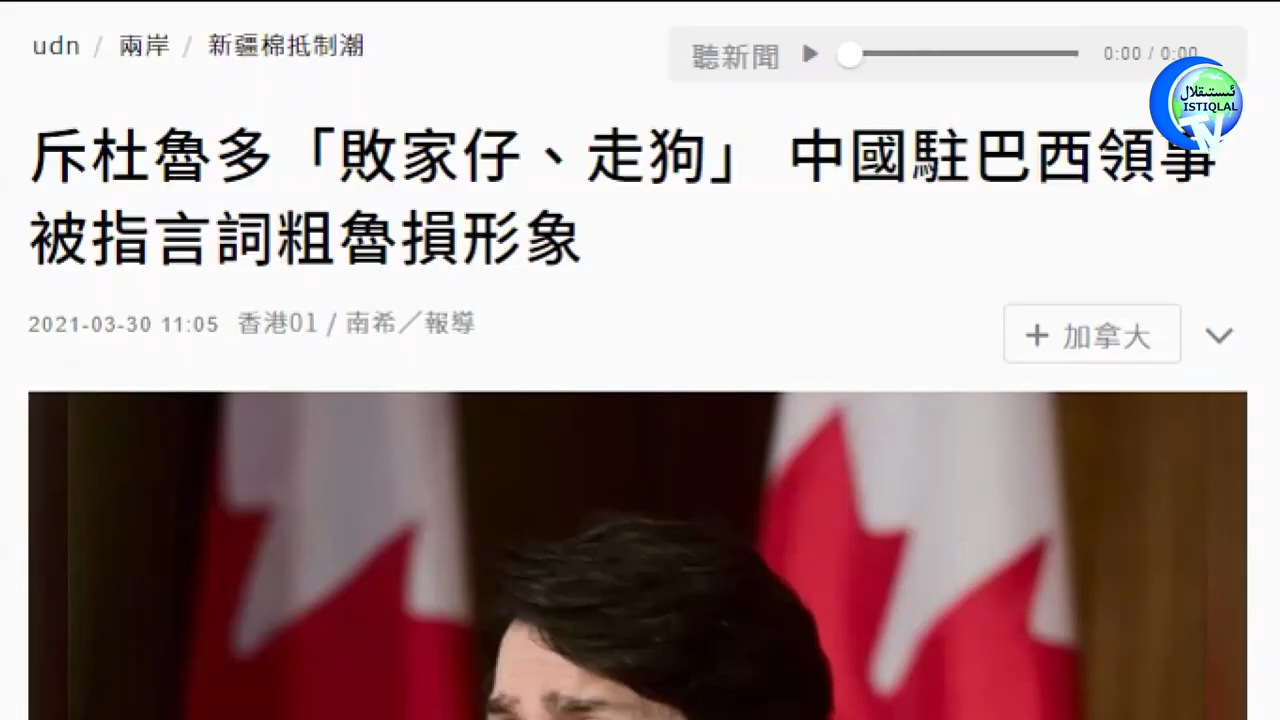 udn / 兩岸 / 新疆棉抵制潮
聽新聞 0:00 / 0:00
ئىستىقلال
ISTIQLAL
TV
斥杜魯多「敗家仔、走狗」 中國駐巴西領事
被指言詞粗魯損形象
2021-03-30 11:05 香港01 / 南希／報導
+ 加拿大